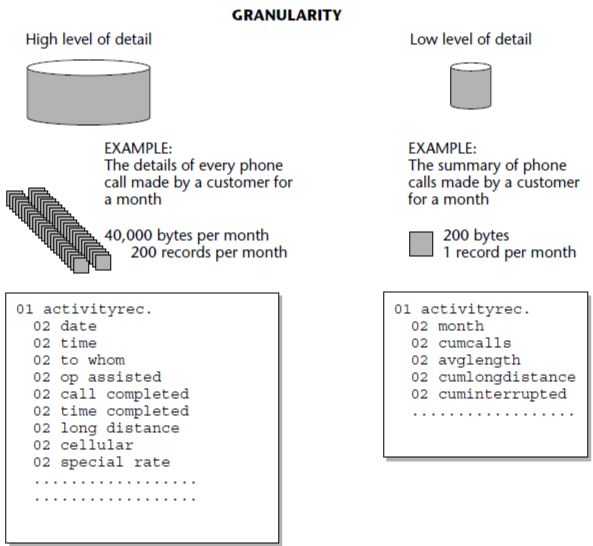 GRANULARITY
High level of detail
EXAMPLE:
The details of every phone
call made by a customer for
a month
40,000 bytes per month
200 records per month
01 activityrec.
02 date
02 time
02 to whom
02 op assisted
02 call completed
02 time completed
02 long distance
02 cellular
02 special rate
..................
..................
Low level of detail
EXAMPLE:
The summary of phone
calls made by a customer
for a month
200 bytes
1 record per month
01 activityrec.
02 month
02 cumcalls
02 avglength
02 cumlongdistance
02 cuminterrupted
..................